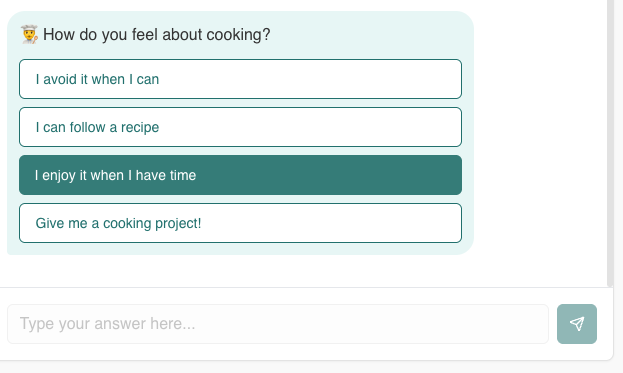 How do you feel about cooking?
I avoid it when I can
I can follow a recipe
I enjoy it when I have time
Give me a cooking project!
Type your answer here...